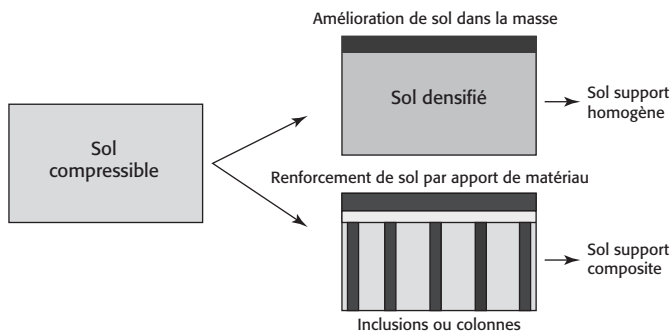 Amélioration de sol dans la masse
Sol densifié
Sol support
homogène
Sol
compressible
Renforcement de sol par apport de matériau
Sol support
composite
Inclusions ou colonnes